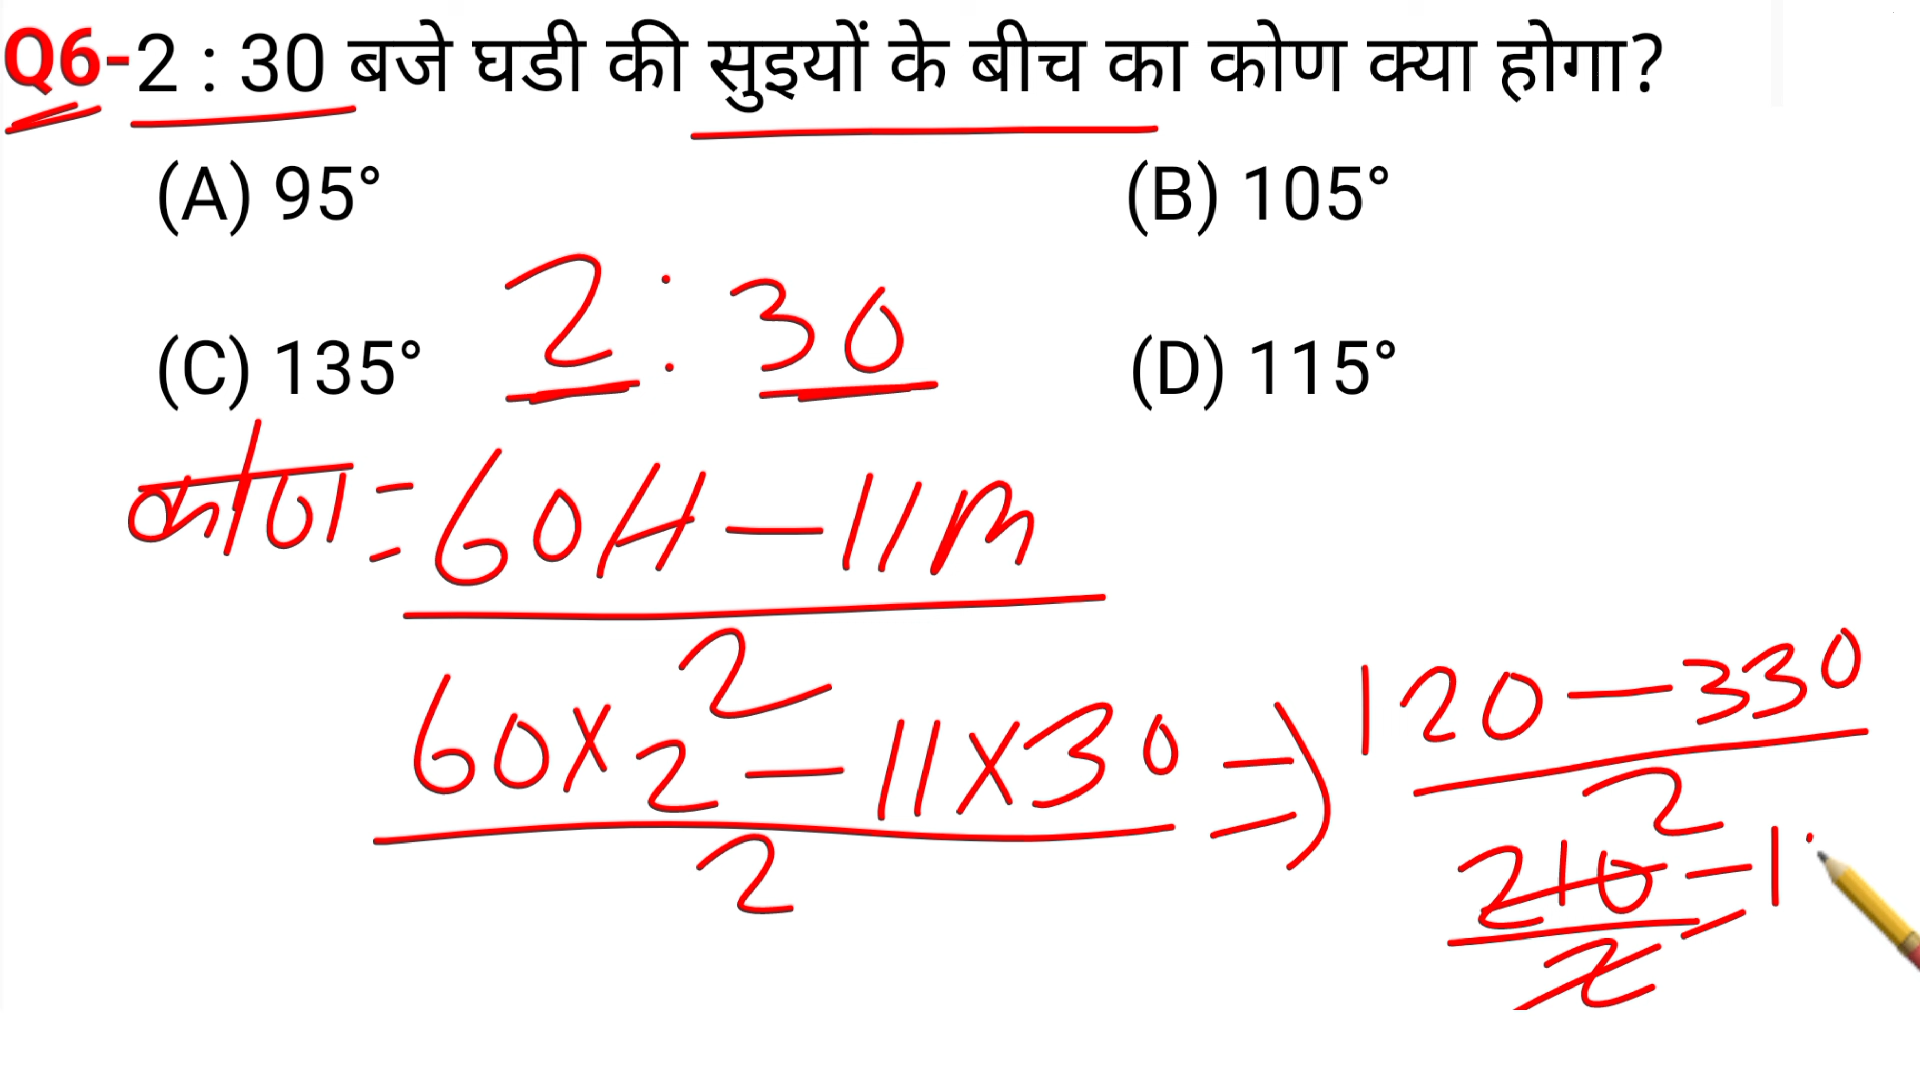 Q6-2 : 30 बजे घडी की सुइयों के बीच का कोण क्या होगा?
(A) 95° (B) 105°
2 : 30
(C) 135° (D) 115°
कोण = 60H - 11M
2
60 x 2 - 11 x 30 => 120 - 330
2
2
210 = 1
2